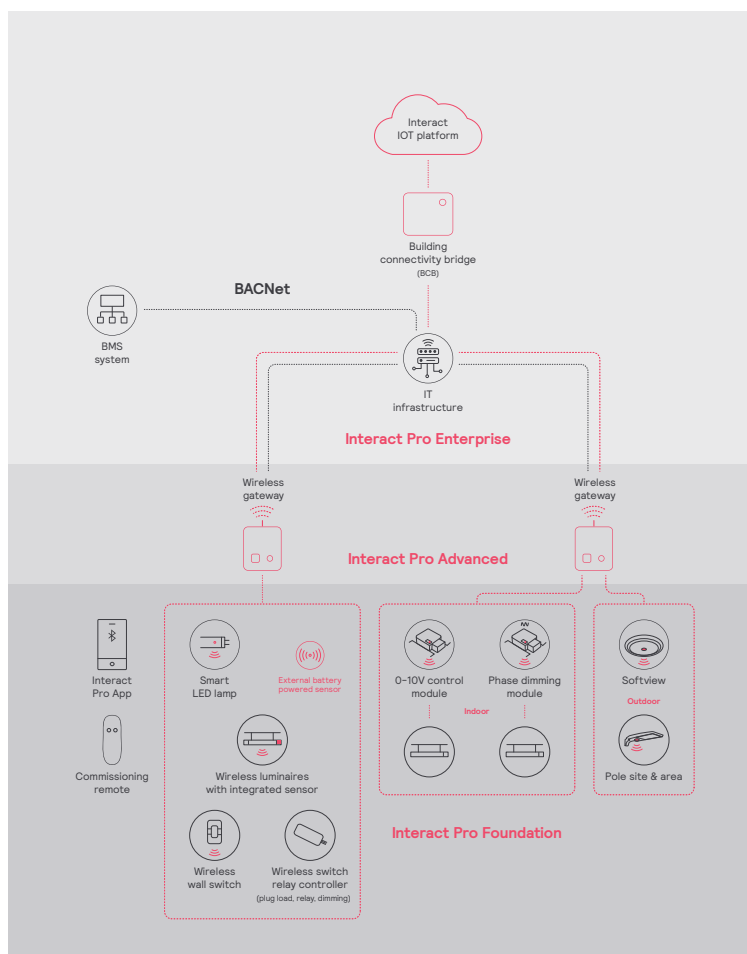 Interact
IOT platform
Building
connectivity bridge
(BCB)
BACNet
BMS
system
IT
infrastructure
Interact Pro Enterprise
Wireless
gateway
Wireless
gateway
Interact Pro Advanced
Interact
Pro App
Smart
LED lamp
External battery
powered sensor
0-10V control
module
Phase dimming
module
Indoor
Softview
Outdoor
Commissioning
remote
Wireless luminaires
with integrated sensor
Pole site & area
Interact Pro Foundation
Wireless
wall switch
Wireless switch
relay controller
(plug load, relay, dimming)